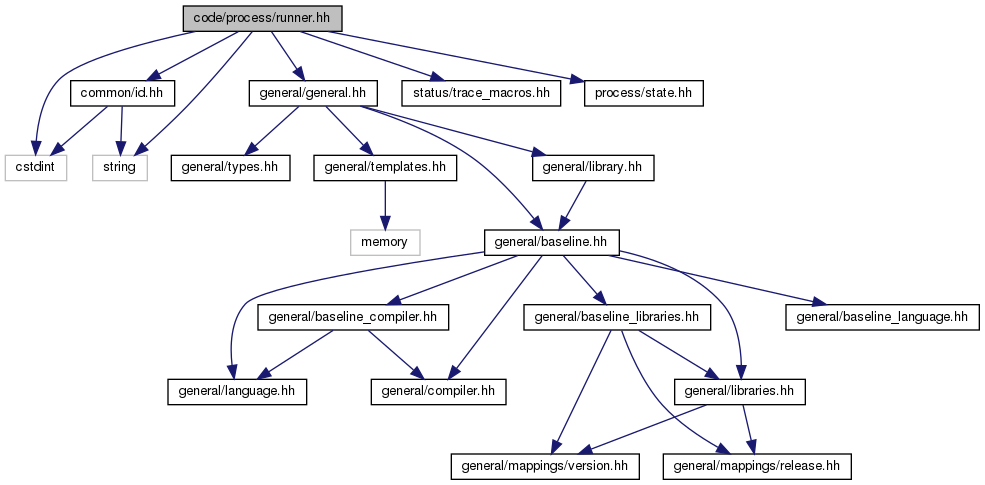 code/process/runner.hh
common/id.hh
general/general.hh
status/trace_macros.hh
process/state.hh
cstdint
string
general/types.hh
general/templates.hh
general/library.hh
memory
general/baseline.hh
general/baseline_compiler.hh
general/baseline_libraries.hh
general/baseline_language.hh
general/language.hh
general/compiler.hh
general/libraries.hh
general/mappings/version.hh
general/mappings/release.hh